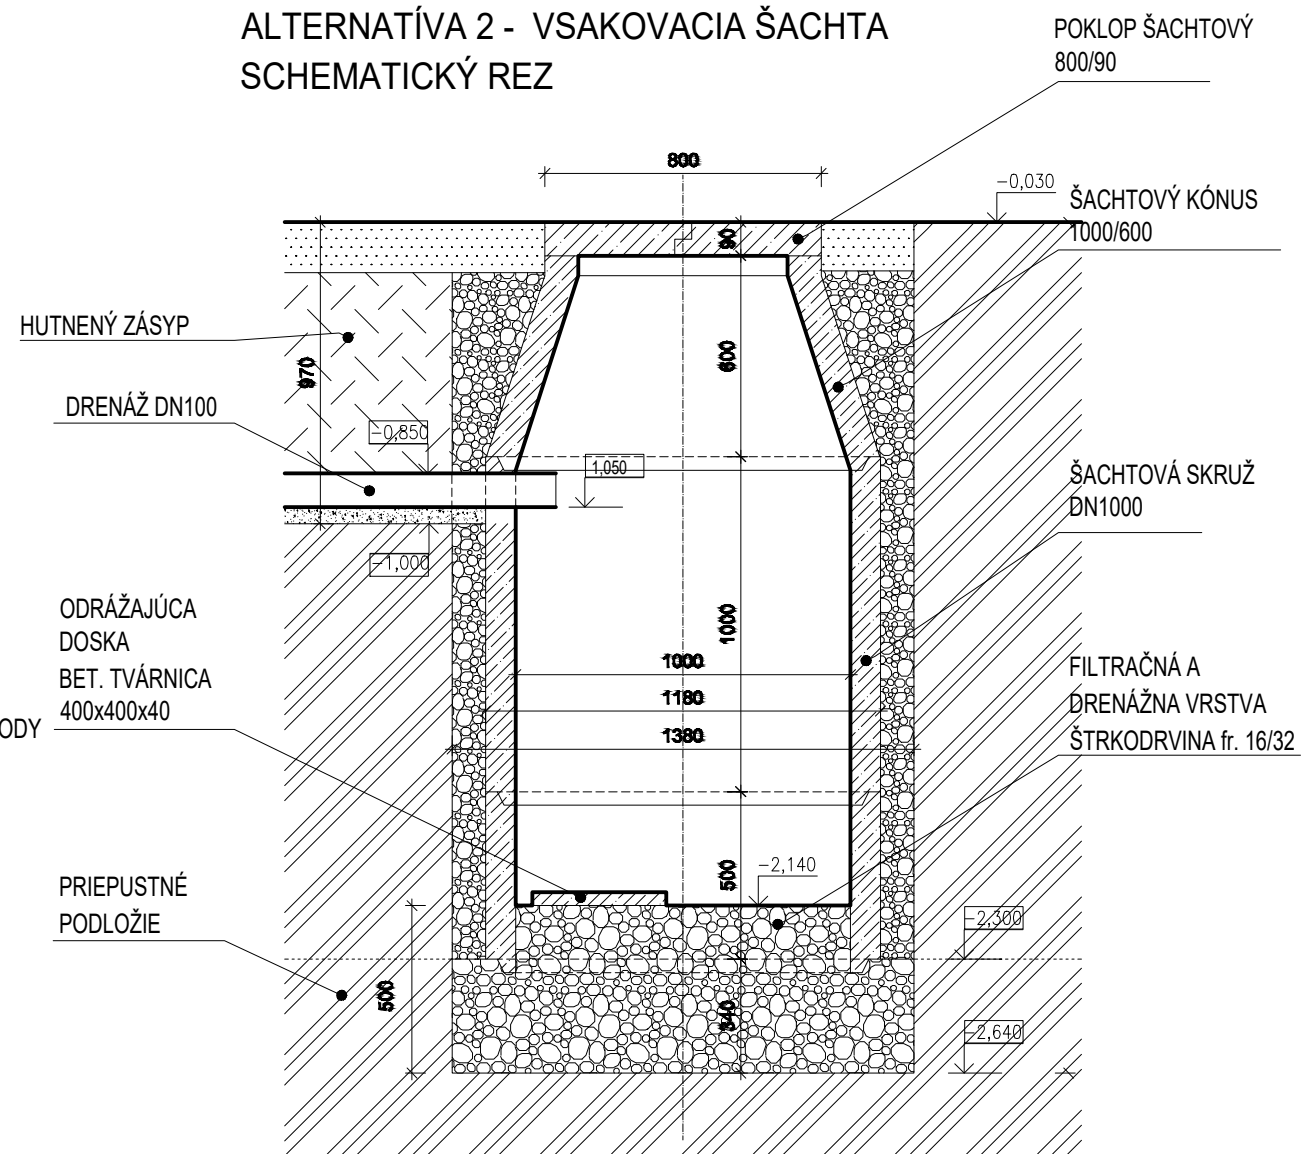 ALTERNATÍVA 2 - VSAKOVACIA ŠACHTA
SCHEMATICKÝ REZ
POKLOP ŠACHTOVÝ
800/90
800
-0,030
ŠACHTOVÝ KÓNUS
1000/600
90
HUTNENÝ ZÁSYP
970
600
DRENÁŽ DN100
-0,850
1,050
ŠACHTOVÁ SKRUŽ
DN1000
-1,000
ODRÁŽAJÚCA
DOSKA
BET. TVÁRNICA
400x400x40
ODY
1000
1000
1180
1380
FILTRAČNÁ A
DRENÁŽNA VRSTVA
ŠTRKODRVINA fr. 16/32
500
-2,140
PRIEPUSTNÉ
PODLOŽIE
-2,300
500
340
-2,640